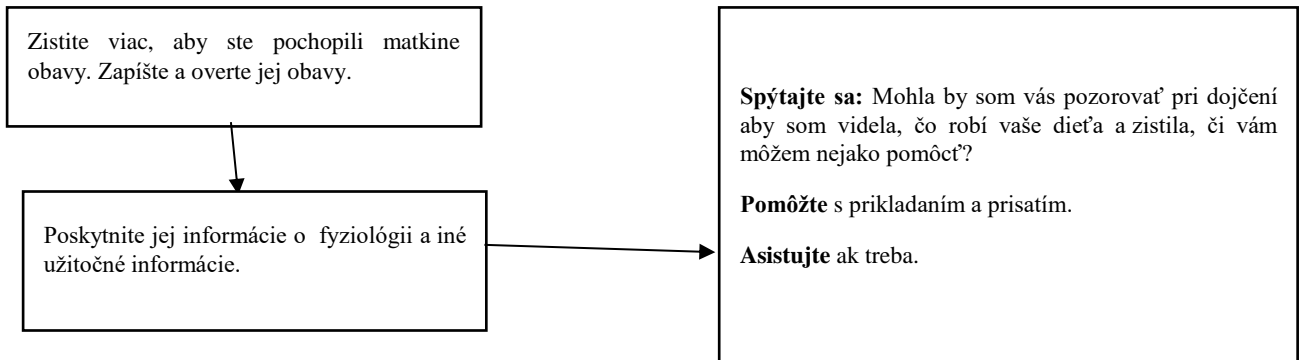 Zistite viac, aby ste pochopili matkine
obavy. Zapíšte a overte jej obavy.
Poskytnite jej informácie o fyziológii a iné
užitočné informácie.
Spýtajte sa: Mohla by som vás pozorovať pri dojčení
aby som videla, čo robí vaše dieťa a zistila, či vám
môžem nejako pomôcť?
Pomôžte s prikladaním a prisatím.
Asistujte ak treba.